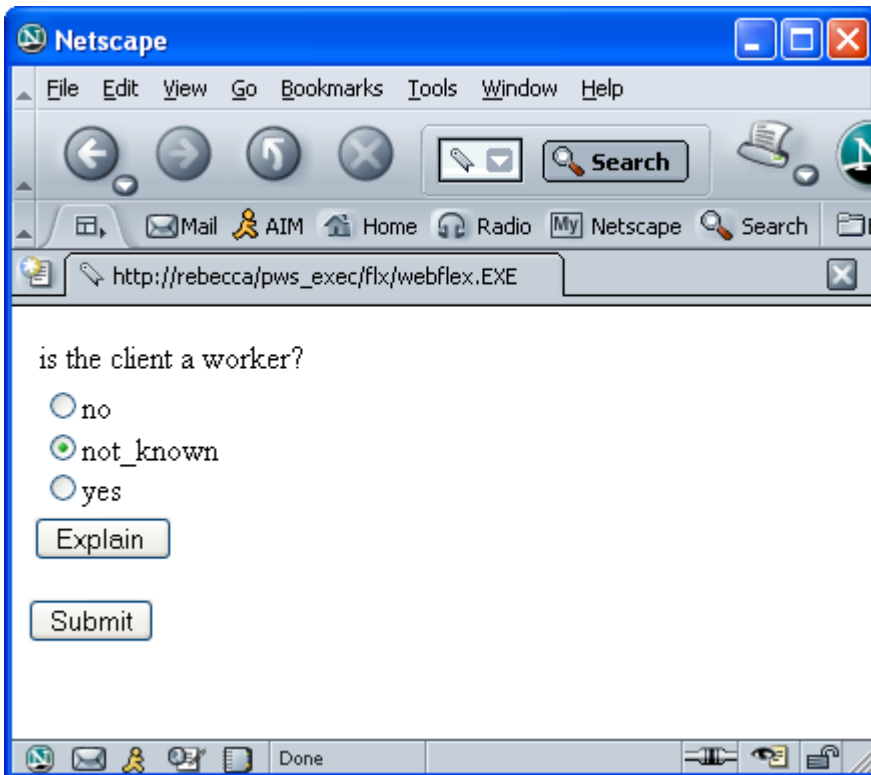 Netscape
File Edit View Go Bookmarks Tools Window Help
Search
Mail AIM Home Radio My Netscape Search
http://rebecca/pws_exec/flx/webflex.EXE
is the client a worker?
no
not_known
yes
Explain
Submit
Done